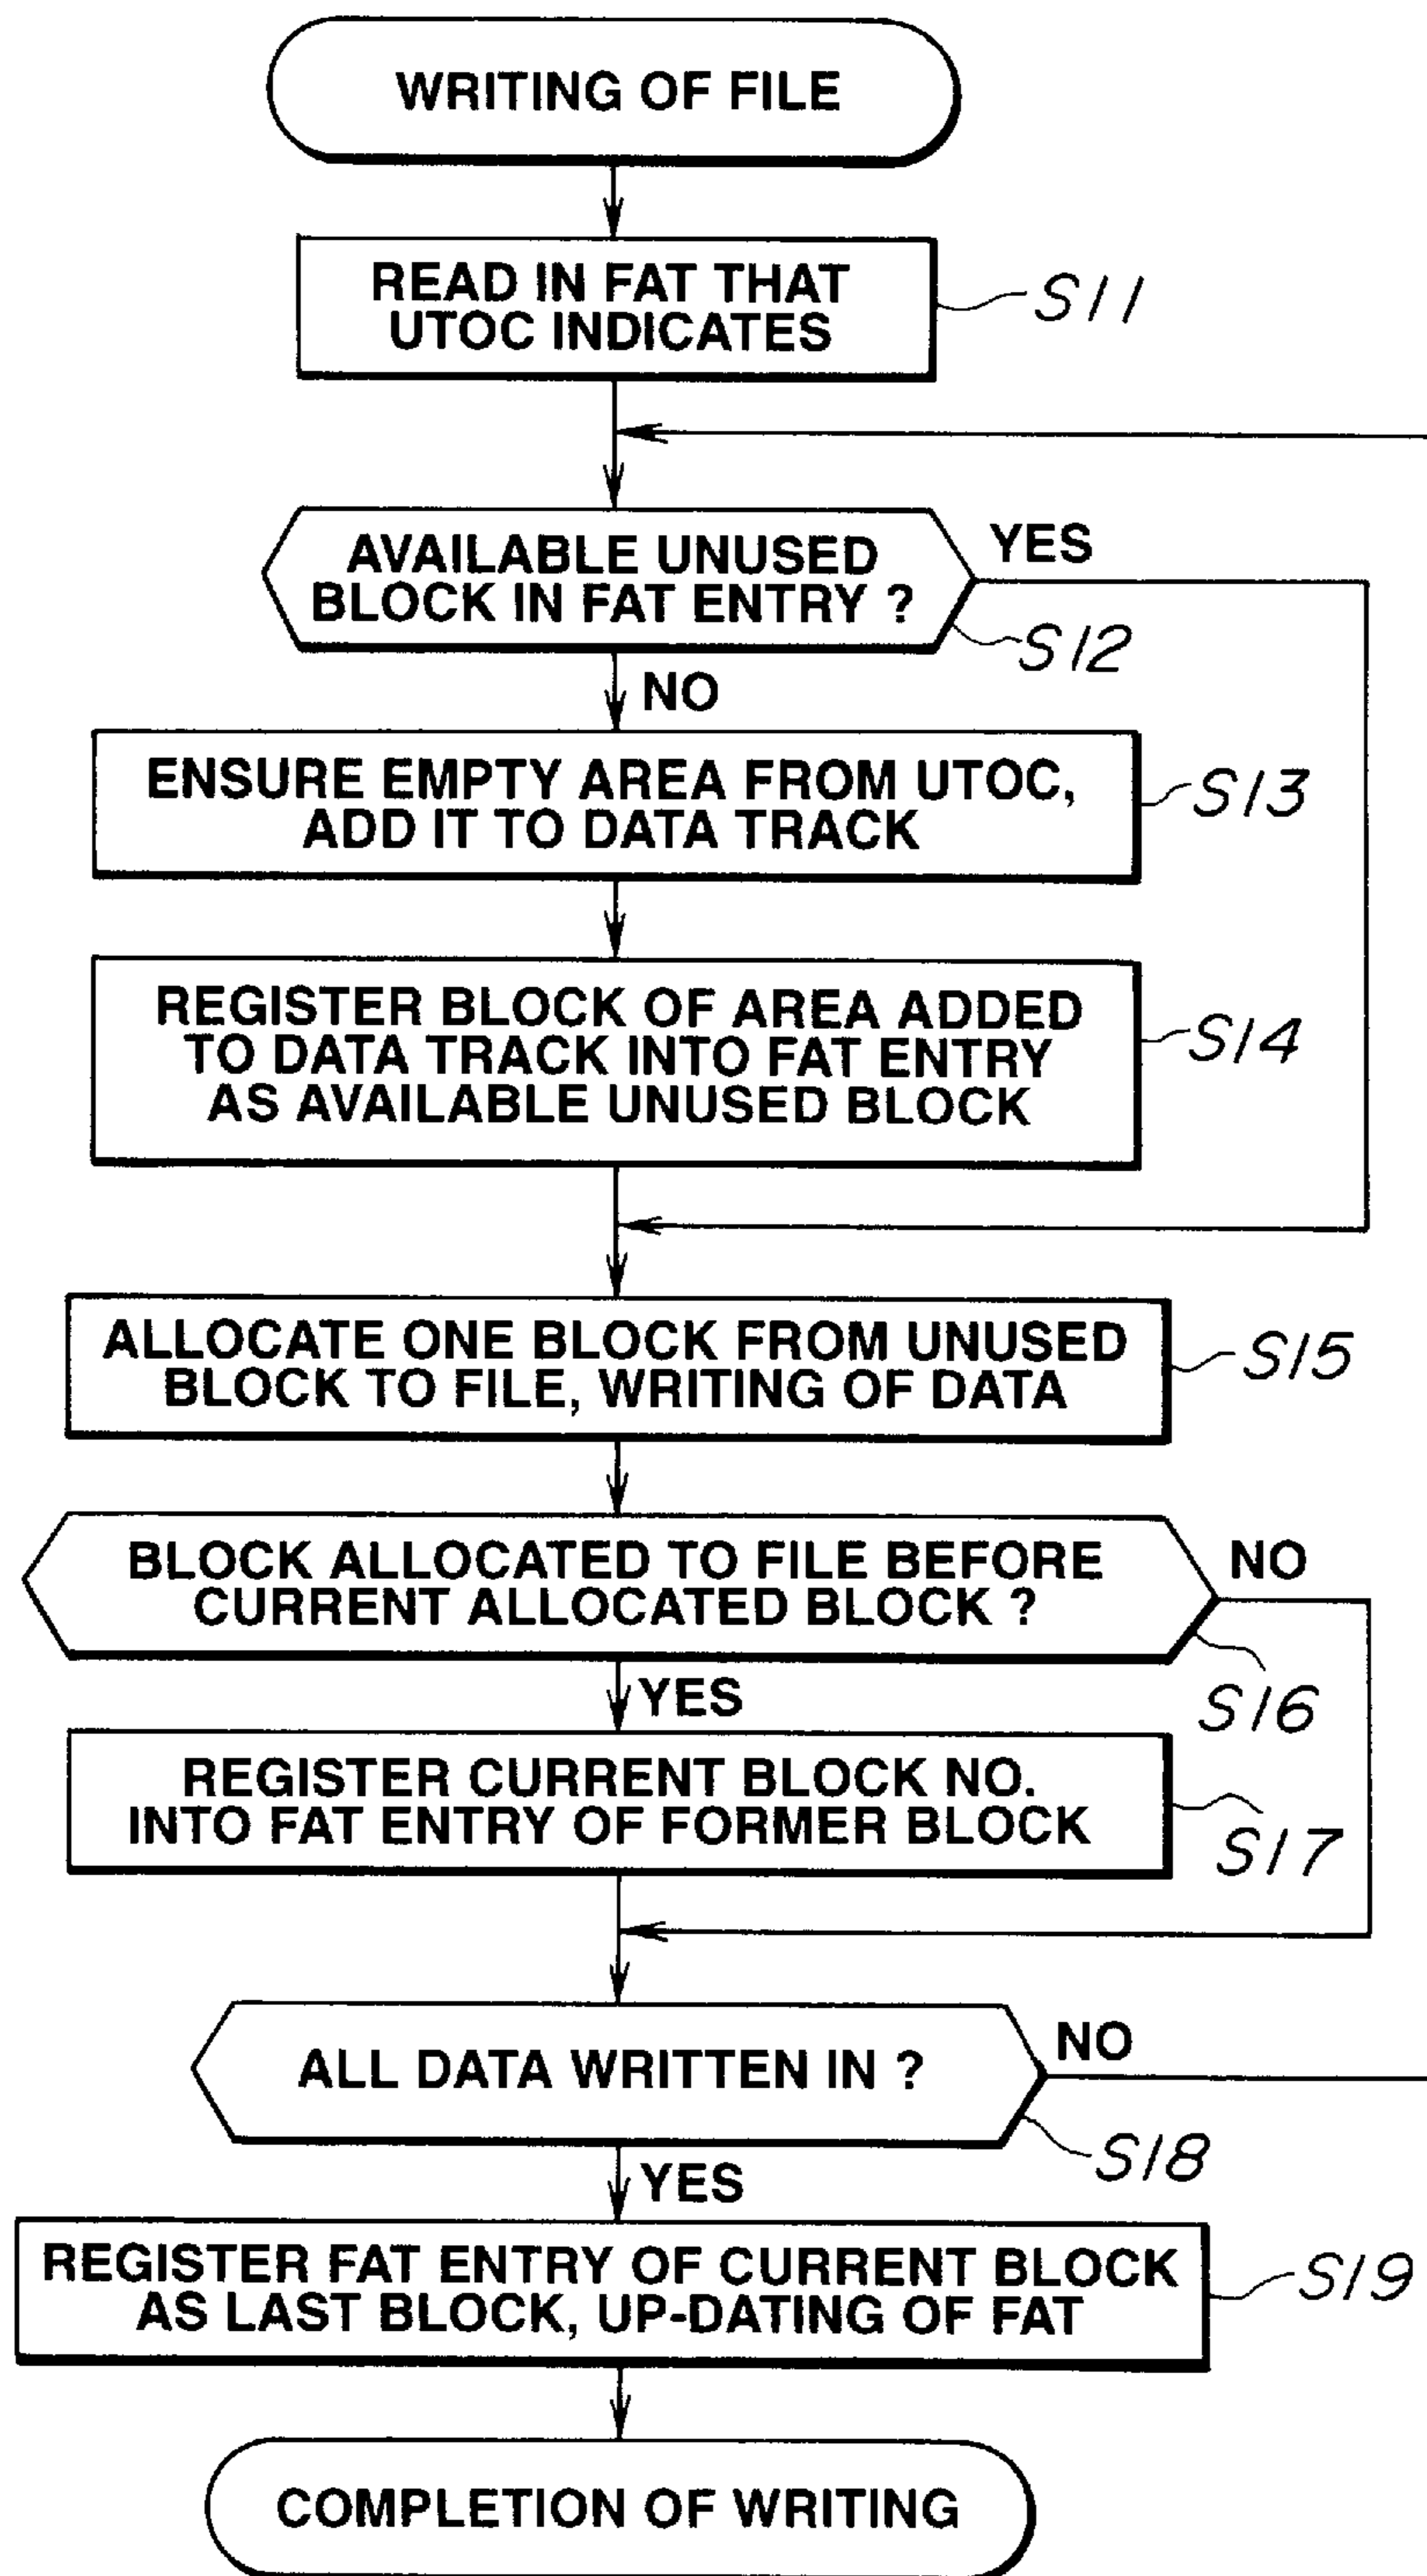 WRITING OF FILE
READ IN FAT THAT
UTOC INDICATES
S11
AVAILABLE UNUSED
BLOCK IN FAT ENTRY ?
YES
S12
NO
ENSURE EMPTY AREA FROM UTOC,
ADD IT TO DATA TRACK
S13
REGISTER BLOCK OF AREA ADDED
TO DATA TRACK INTO FAT ENTRY
AS AVAILABLE UNUSED BLOCK
S14
ALLOCATE ONE BLOCK FROM UNUSED
BLOCK TO FILE, WRITING OF DATA
S15
BLOCK ALLOCATED TO FILE BEFORE
CURRENT ALLOCATED BLOCK ?
NO
S16
YES
REGISTER CURRENT BLOCK NO.
INTO FAT ENTRY OF FORMER BLOCK
S17
ALL DATA WRITTEN IN ?
NO
S18
YES
REGISTER FAT ENTRY OF CURRENT BLOCK
AS LAST BLOCK, UP-DATING OF FAT
S19
COMPLETION OF WRITING